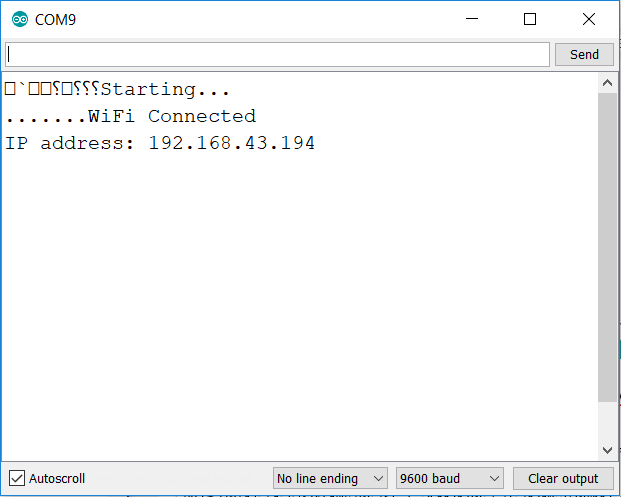 COM9
Send
□`□□⸮□⸮⸮⸮Starting...
.......WiFi Connected
IP address: 192.168.43.194
Autoscroll
No line ending
9600 baud
Clear output